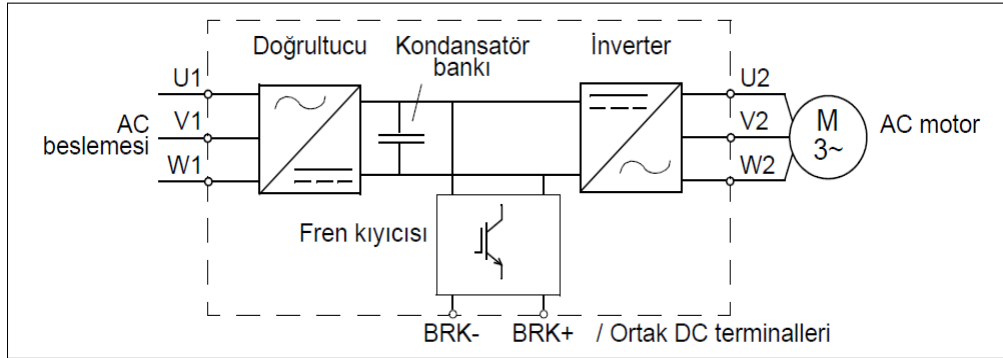 Doğrultucu
Kondansatör
bankı
İnverter
U1
V1
W1
AC
beslemesi
U2
V2
W2
M
3~
AC motor
Fren kıyıcısı
BRK-
BRK+
/ Ortak DC terminalleri